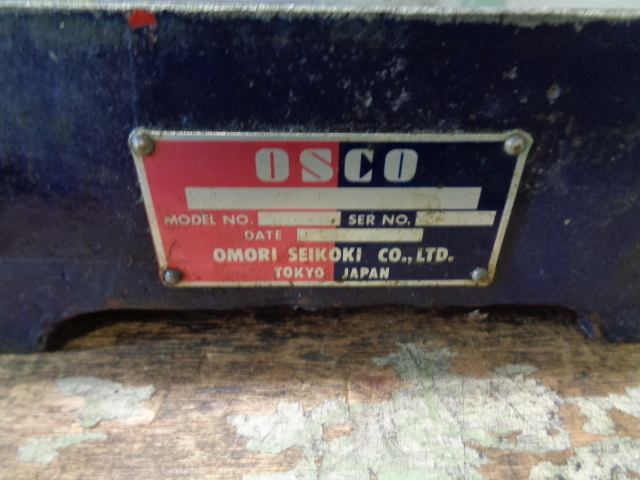 OSCO
MODEL NO. SER NO.
DATE
OMORI SEIKOKI CO., LTD.
TOKYO JAPAN